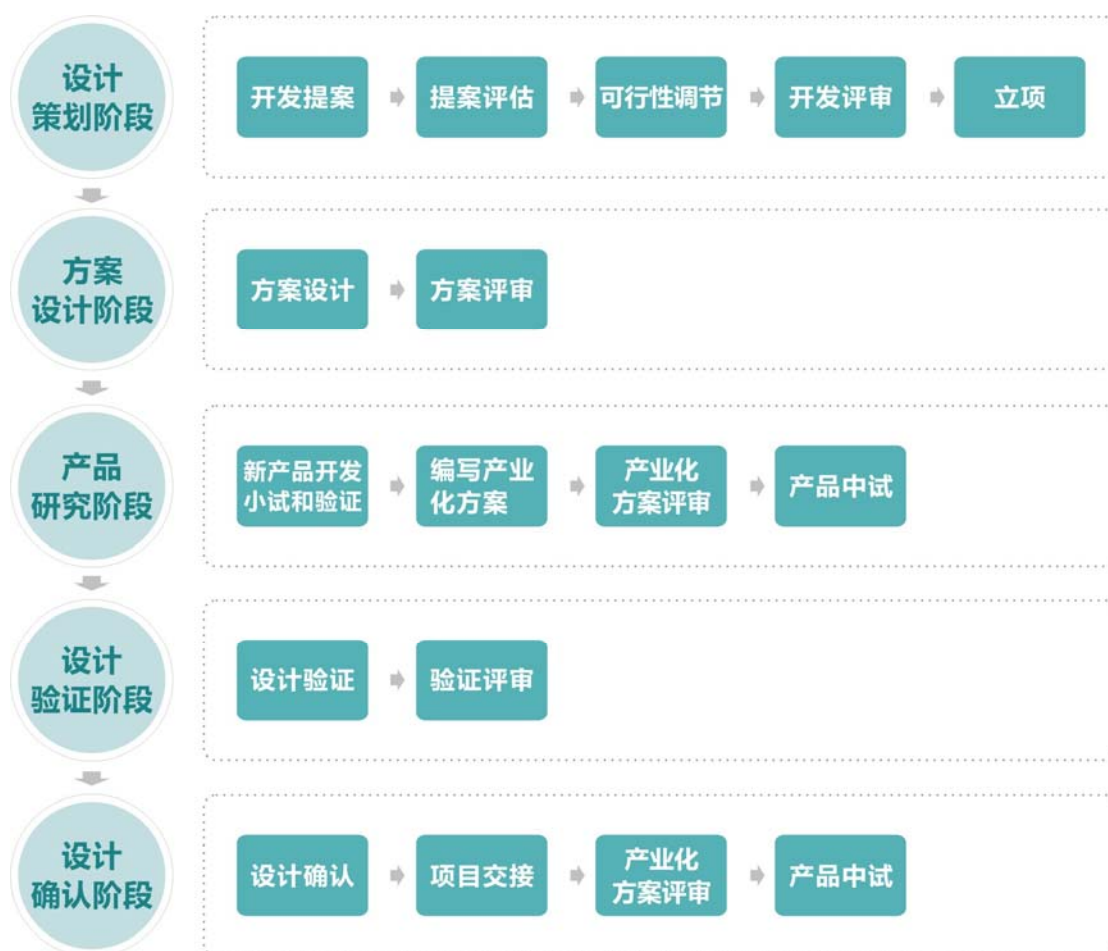 设计
策划阶段
开发提案
提案评估
可行性调节
开发评审
立项
方案
设计阶段
方案设计
方案评审
产品
研究阶段
新产品开发
小试和验证
编写产业
化方案
产业化
方案评审
产品中试
设计
验证阶段
设计验证
验证评审
设计
确认阶段
设计确认
项目交接
产业化
方案评审
产品中试